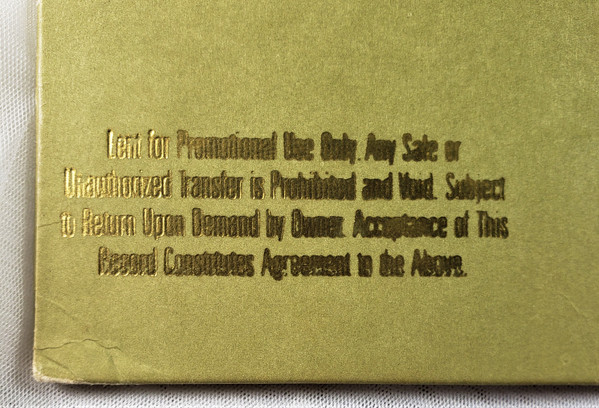 Lent for Promotional Use Only. Any Sale or
Unauthorized Transfer is Prohibited and Void. Subject
to Return Upon Demand by Owner. Acceptance of This
Record Constitutes Agreement to the Above.